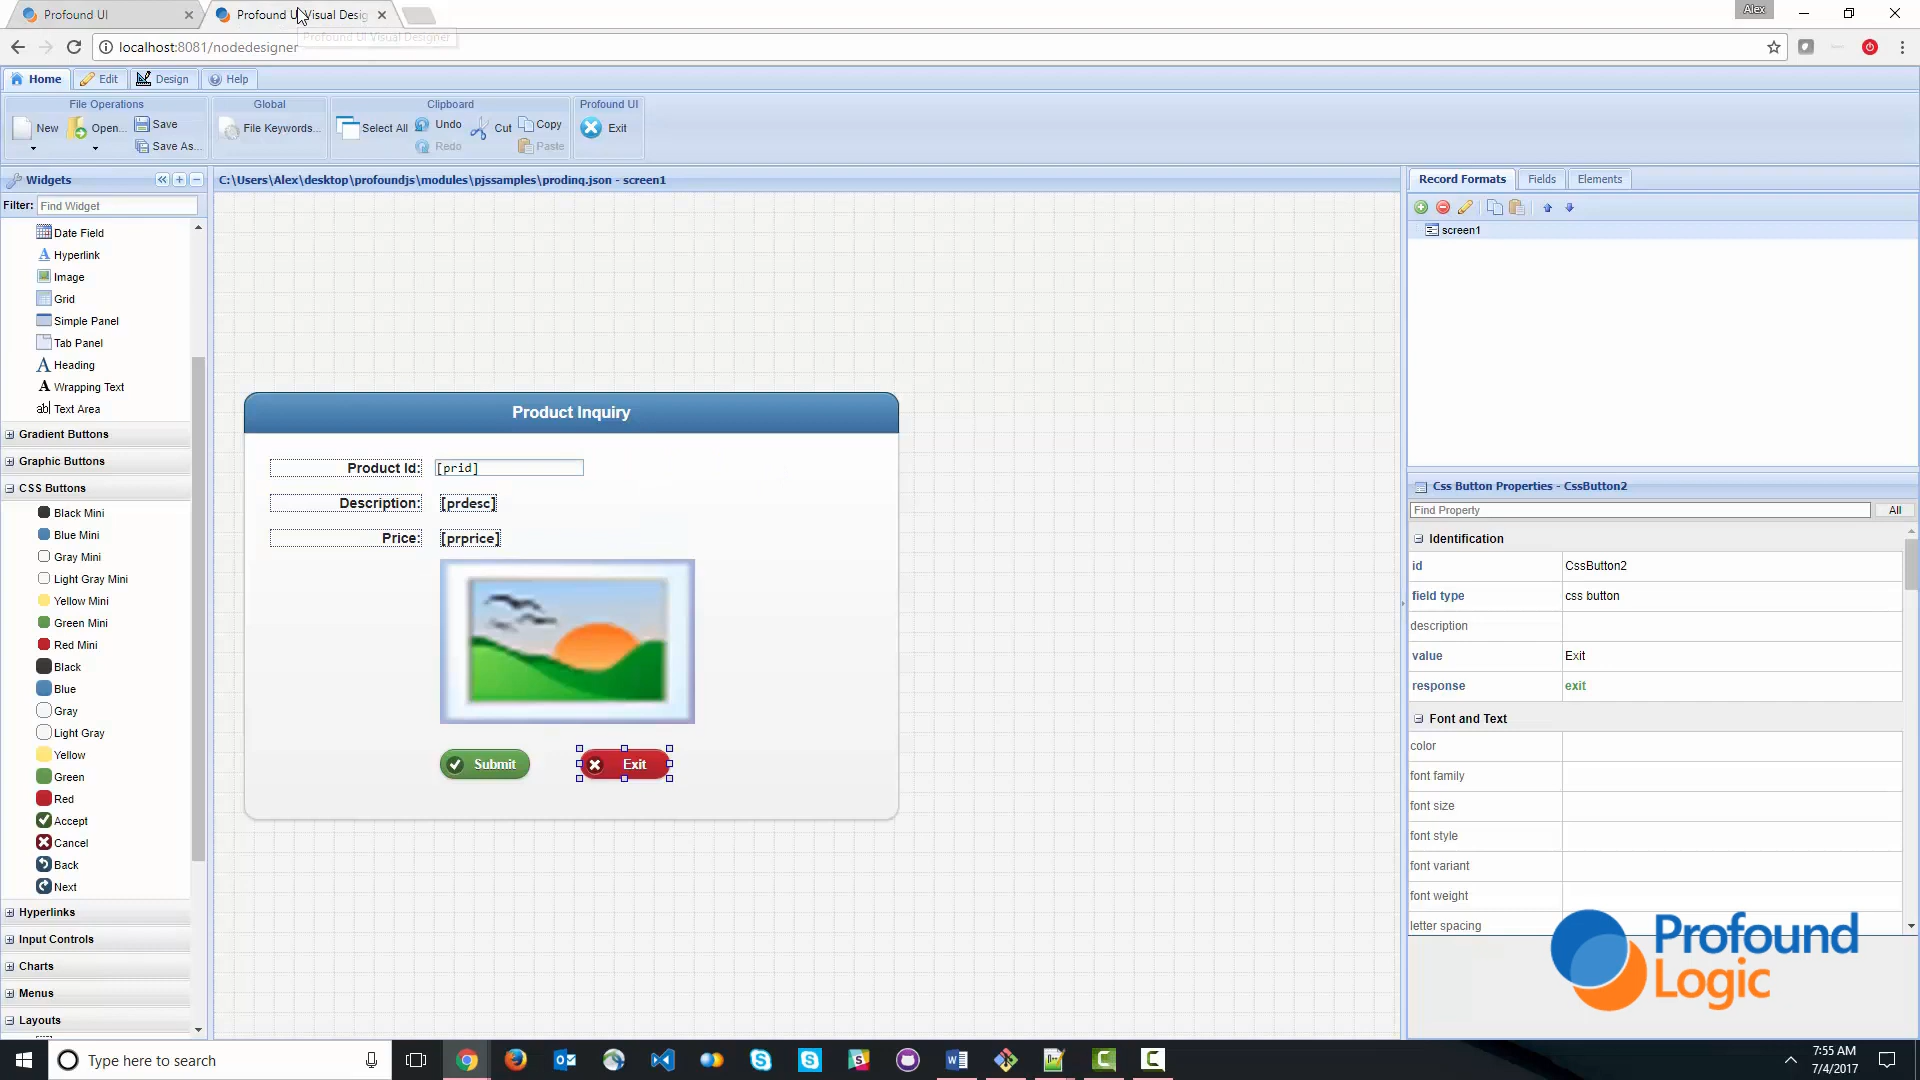 Profound UI
Profound UI Visual Desig
Alex
Profound UI Visual Designer
localhost:8081/nodedesigner
Home
Edit
Design
Help
File Operations
Global
Clipboard
Profound UI
New
Open...
Save
Save As...
File Keywords...
Select All
Undo
Redo
Cut
Copy
Paste
Exit
Widgets
C:\Users\Alex\desktop\profoundjs\modules\pjssamples\prodinq.json - screen1
Filter:
Find Widget
Date Field
Hyperlink
Image
Grid
Simple Panel
Tab Panel
Heading
Wrapping Text
Text Area
Gradient Buttons
Graphic Buttons
CSS Buttons
Black Mini
Blue Mini
Gray Mini
Light Gray Mini
Yellow Mini
Green Mini
Red Mini
Black
Blue
Gray
Light Gray
Yellow
Green
Red
Accept
Cancel
Back
Next
Hyperlinks
Input Controls
Charts
Menus
Layouts
Product Inquiry
Product Id: [prid]
Description: [prdesc]
Price: [prprice]
Submit
Exit
Record Formats
Fields
Elements
screen1
Css Button Properties - CssButton2
Find Property
All
Identification
id CssButton2
field type css button
description
value Exit
response exit
Font and Text
color
font family
font size
font style
font variant
font weight
letter spacing
Profound
Logic
Type here to search
7:55 AM
7/4/2017